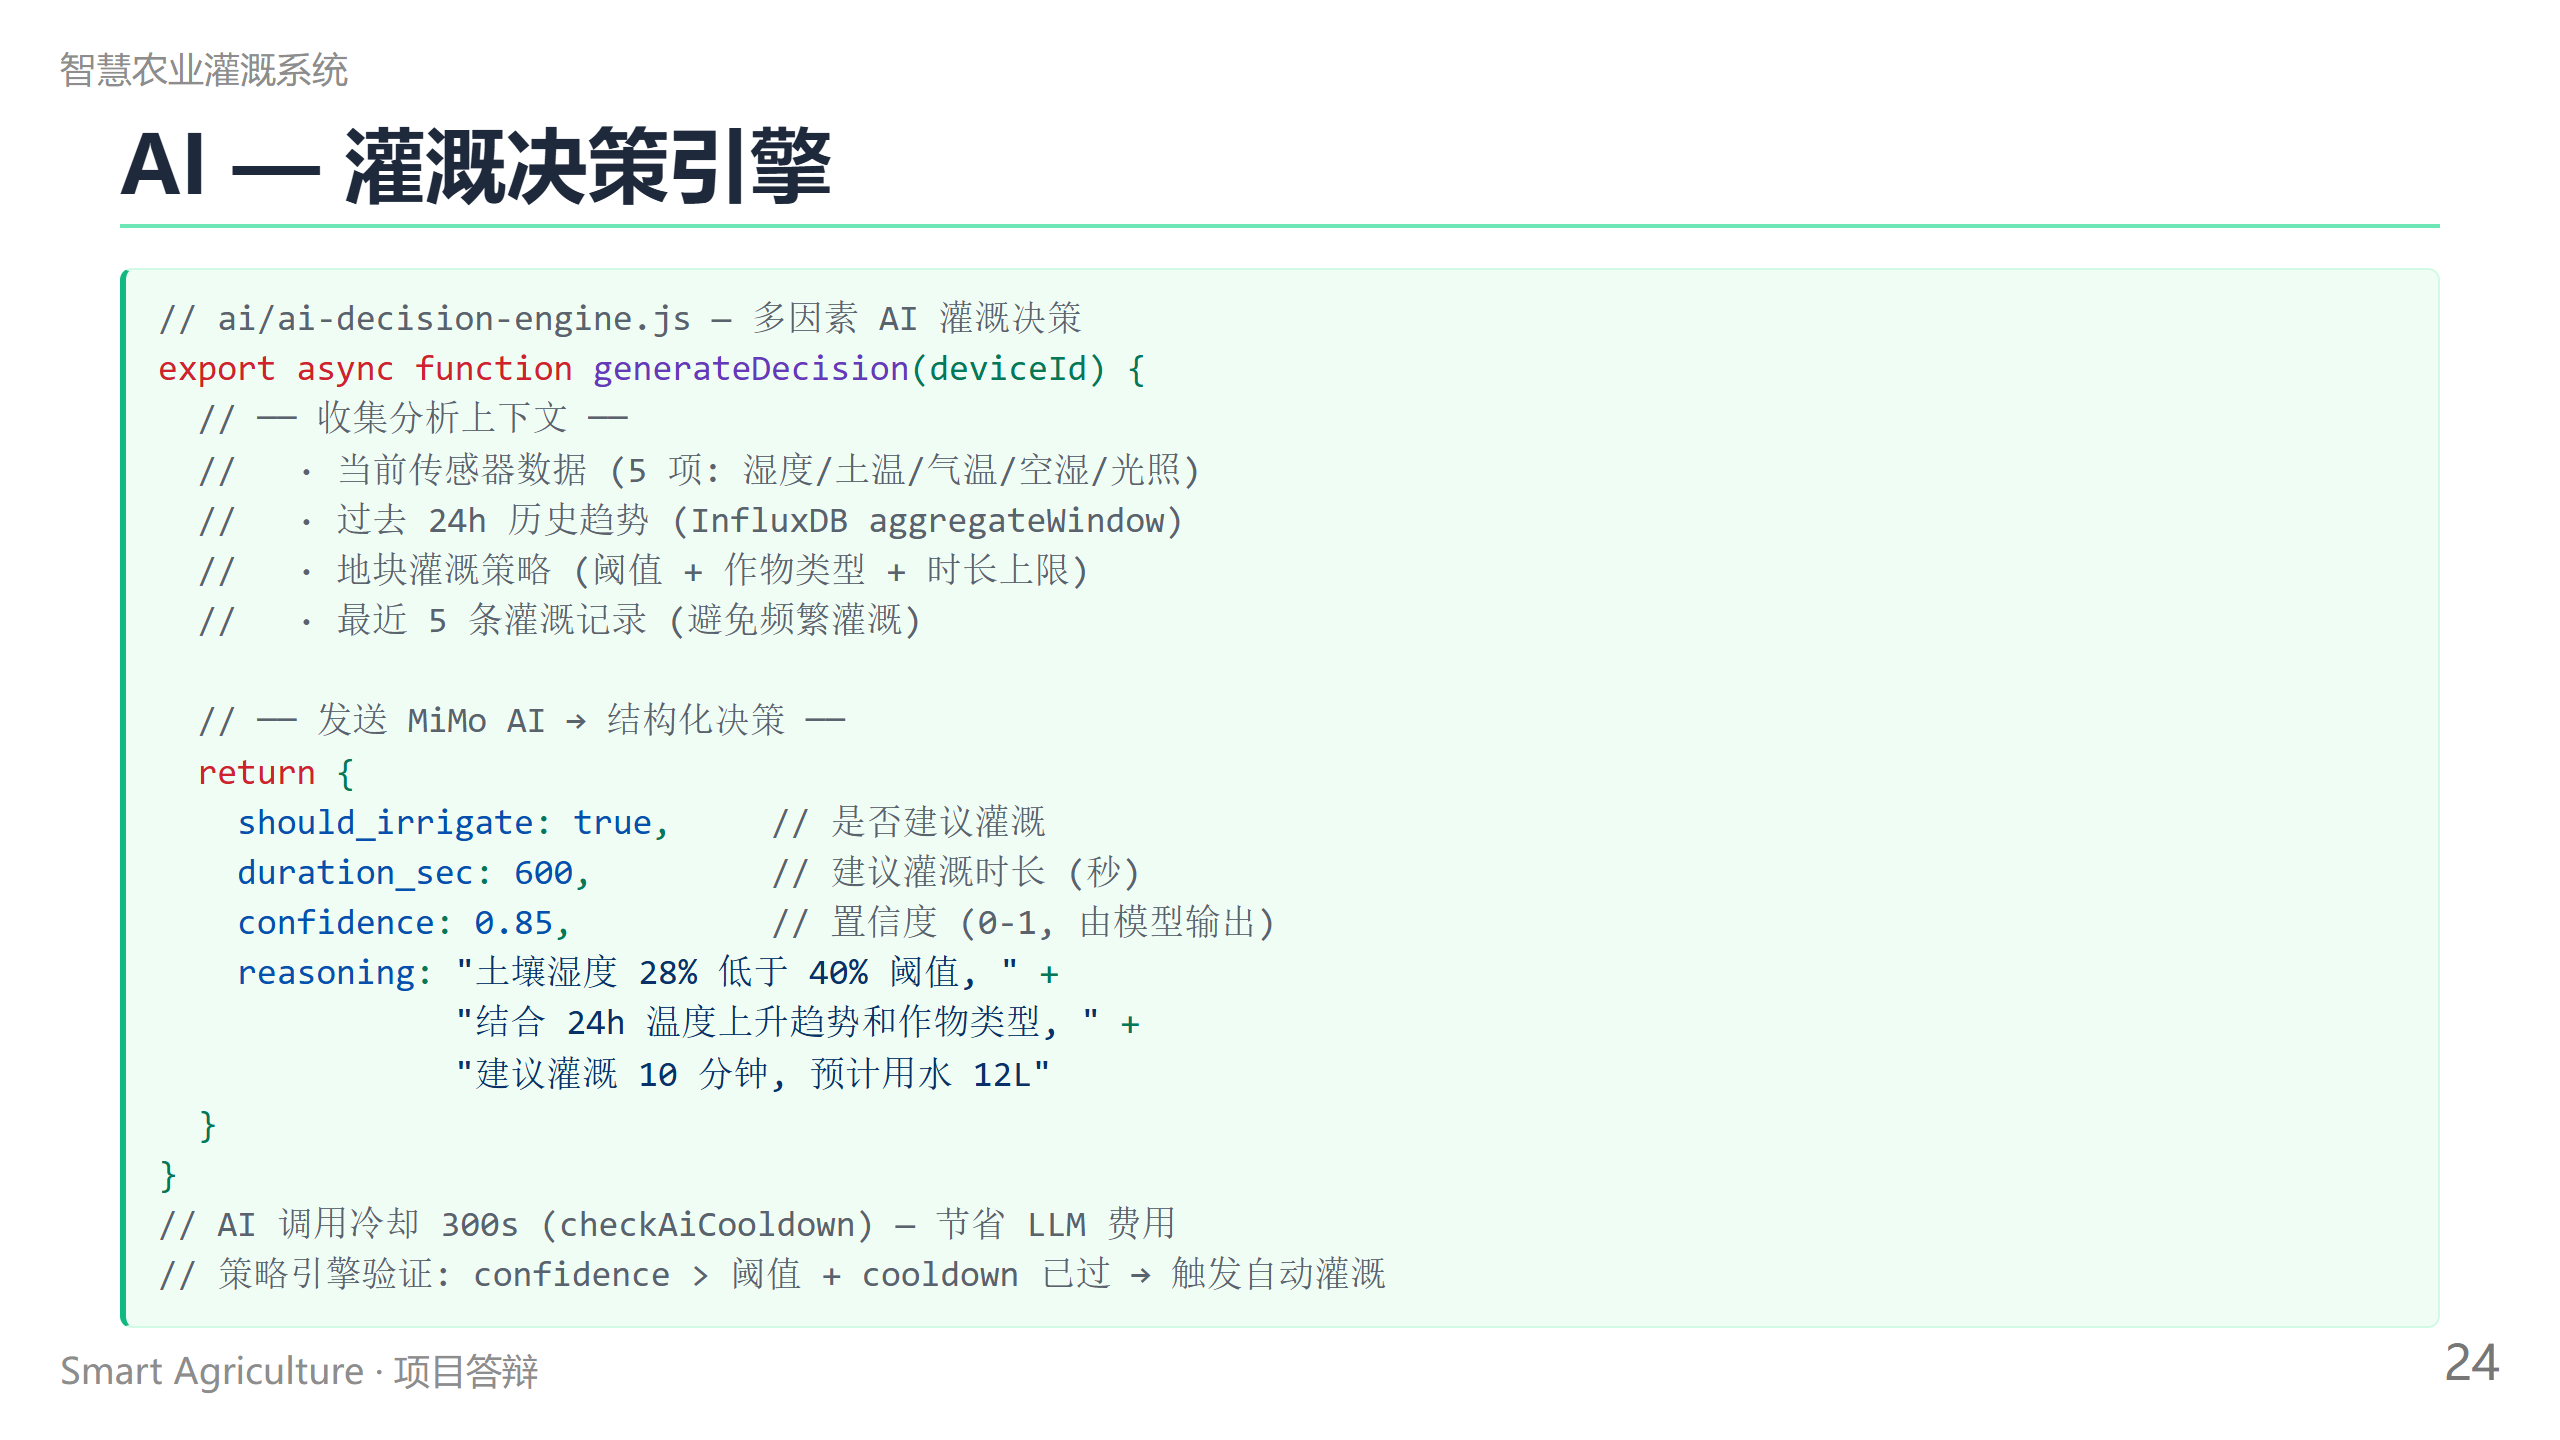 智慧农业灌溉系统
AI — 灌溉决策引擎
// ai/ai-decision-engine.js — 多因素 AI 灌溉决策
export async function generateDecision(deviceId) {
  // —— 收集分析上下文 ——
  //   · 当前传感器数据 (5 项: 湿度/土温/气温/空湿/光照)
  //   · 过去 24h 历史趋势 (InfluxDB aggregateWindow)
  //   · 地块灌溉策略 (阈值 + 作物类型 + 时长上限)
  //   · 最近 5 条灌溉记录 (避免频繁灌溉)
  // —— 发送 MiMo AI → 结构化决策 ——
  return {
    should_irrigate: true,     // 是否建议灌溉
    duration_sec: 600,         // 建议灌溉时长 (秒)
    confidence: 0.85,          // 置信度 (0-1, 由模型输出)
    reasoning: "土壤湿度 28% 低于 40% 阈值, " +
               "结合 24h 温度上升趋势和作物类型, " +
               "建议灌溉 10 分钟, 预计用水 12L"
  }
}
// AI 调用冷却 300s (checkAiCooldown) — 节省 LLM 费用
// 策略引擎验证: confidence > 阈值 + cooldown 已过 → 触发自动灌溉
Smart Agriculture · 项目答辩
24